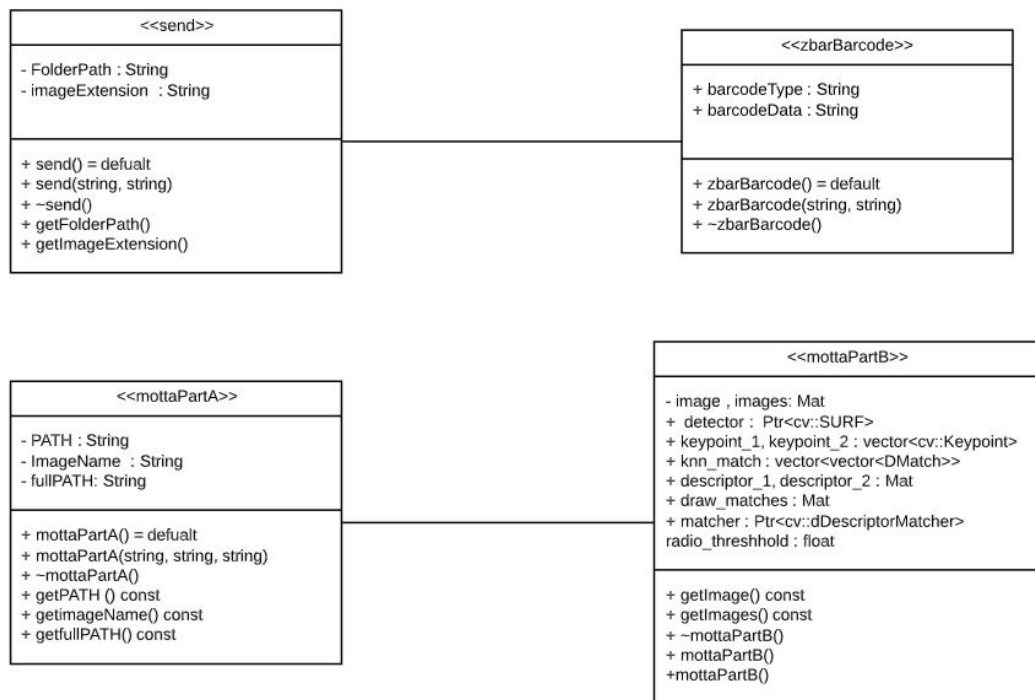 <<send>>
- FolderPath : String
- imageExtension : String
+ send() = defualt
+ send(string, string)
+ ~send()
+ getFolderPath()
+ getImageExtension()
<<zbarBarcode>>
+ barcodeType : String
+ barcodeData : String
+ zbarBarcode() = default
+ zbarBarcode(string, string)
+ ~zbarBarcode()
<<mottaPartA>>
- PATH : String
- ImageName : String
- fullPATH: String
+ mottaPartA() = defualt
+ mottaPartA(string, string, string)
+ ~mottaPartA()
+ getPATH () const
+ getimageName() const
+ getfullPATH() const
<<mottaPartB>>
- image , images: Mat
+ detector : Ptr<cv::SURF>
+ keypoint_1, keypoint_2 : vector<cv::Keypoint>
+ knn_match : vector<vector<DMatch>>
+ descriptor_1, descriptor_2 : Mat
+ draw_matches : Mat
+ matcher : Ptr<cv::dDescriptorMatcher>
radio_threshhold : float
+ getImage() const
+ getImages() const
+ ~mottaPartB()
+ mottaPartB()
+mottaPartB()